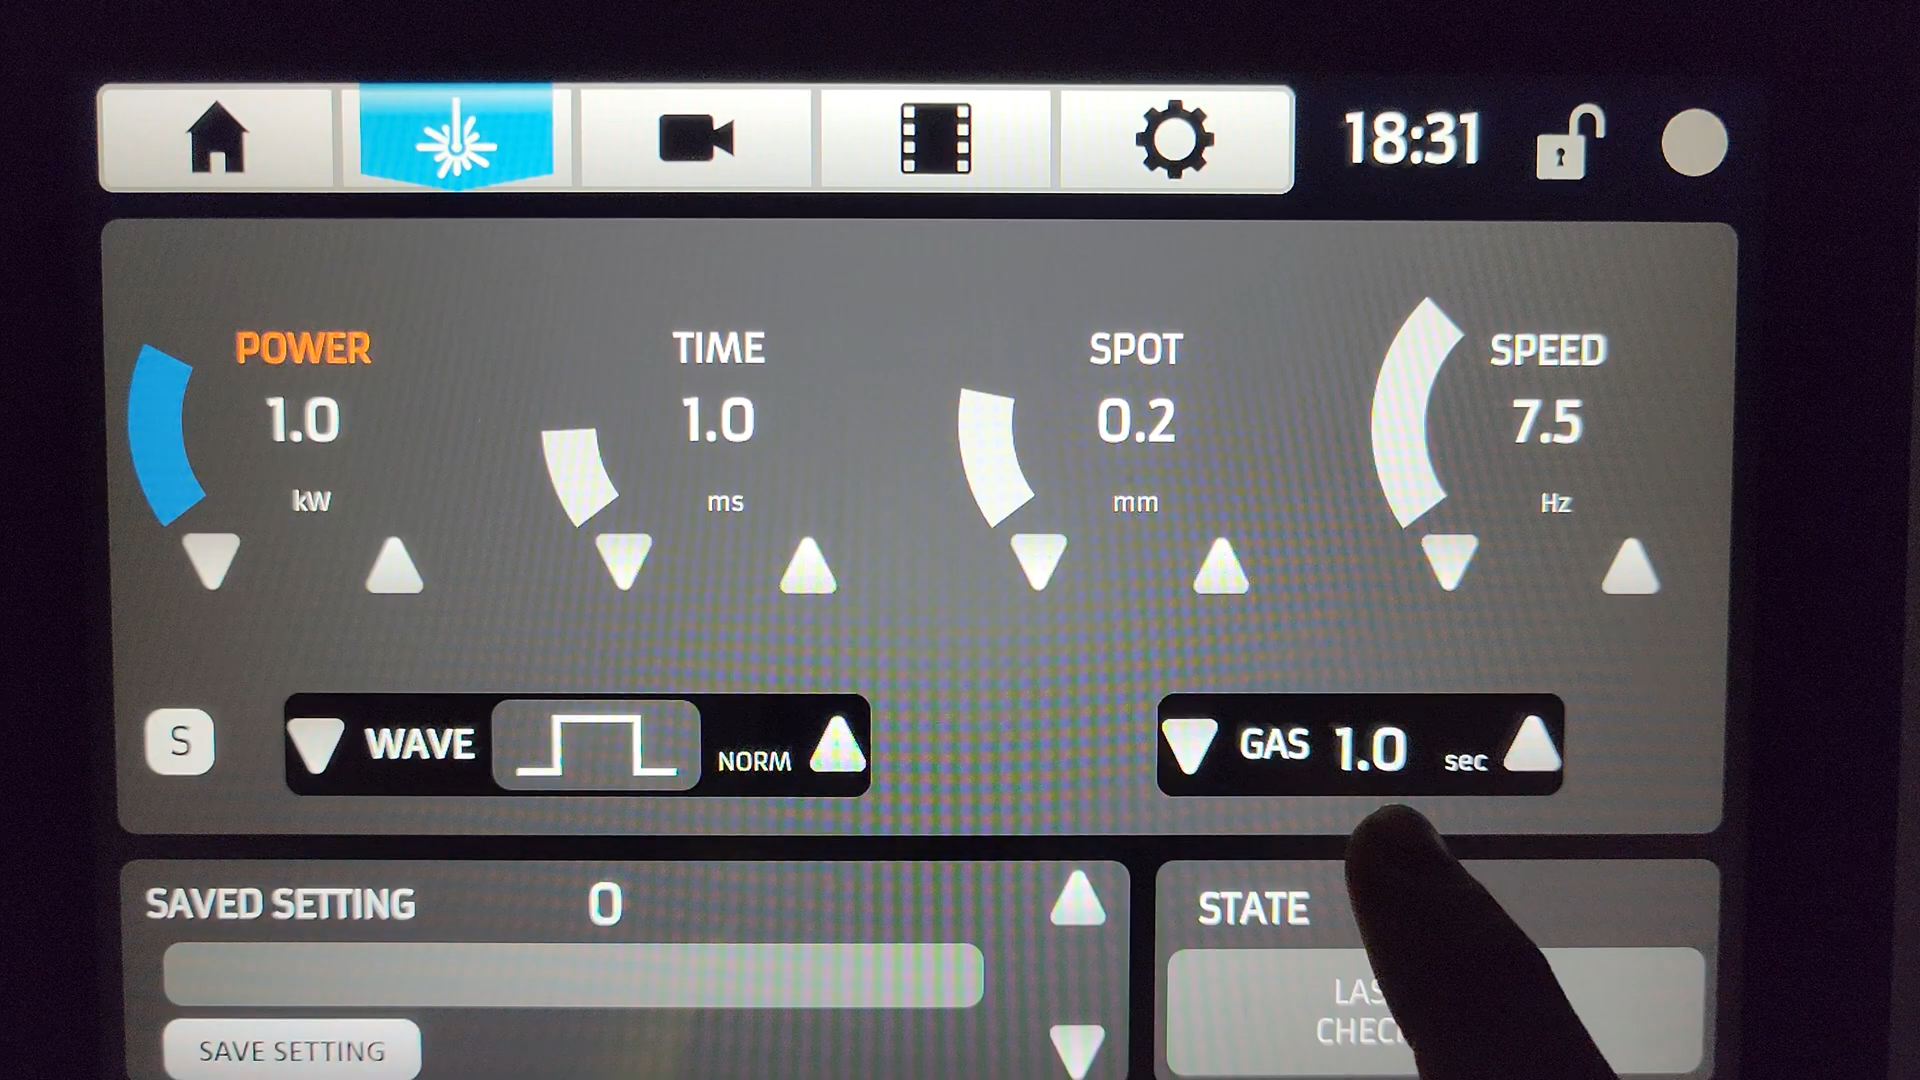 18:31
POWER
1.0
kW
TIME
1.0
ms
SPOT
0.2
mm
SPEED
7.5
Hz
S
WAVE NORM
GAS 1.0 sec
SAVED SETTING 0
SAVE SETTING
STATE